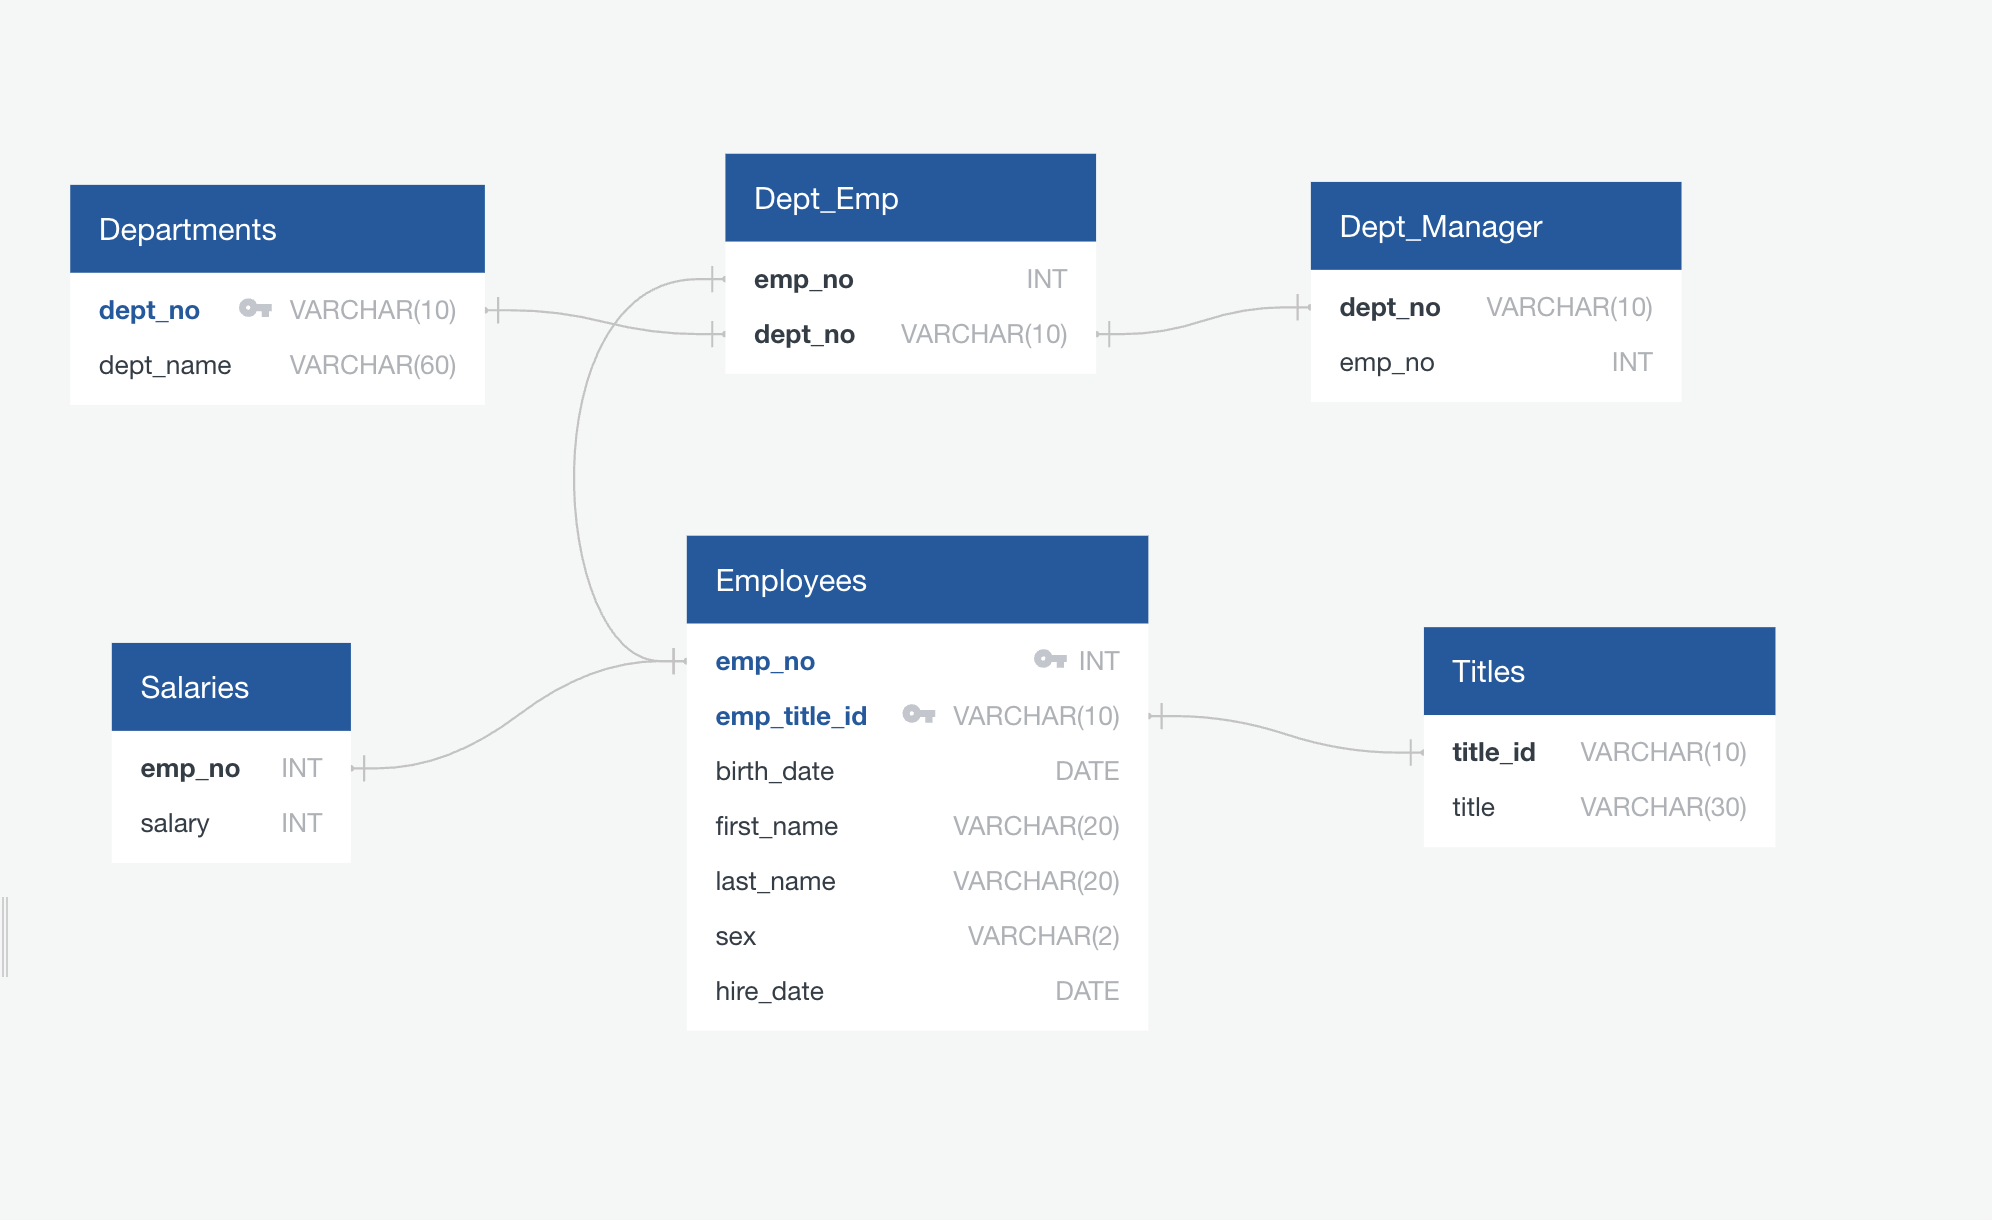 Departments
dept_no VARCHAR(10)
dept_name VARCHAR(60)
Dept_Emp
emp_no INT
dept_no VARCHAR(10)
Dept_Manager
dept_no VARCHAR(10)
emp_no INT
Salaries
emp_no INT
salary INT
Employees
emp_no INT
emp_title_id VARCHAR(10)
birth_date DATE
first_name VARCHAR(20)
last_name VARCHAR(20)
sex VARCHAR(2)
hire_date DATE
Titles
title_id VARCHAR(10)
title VARCHAR(30)